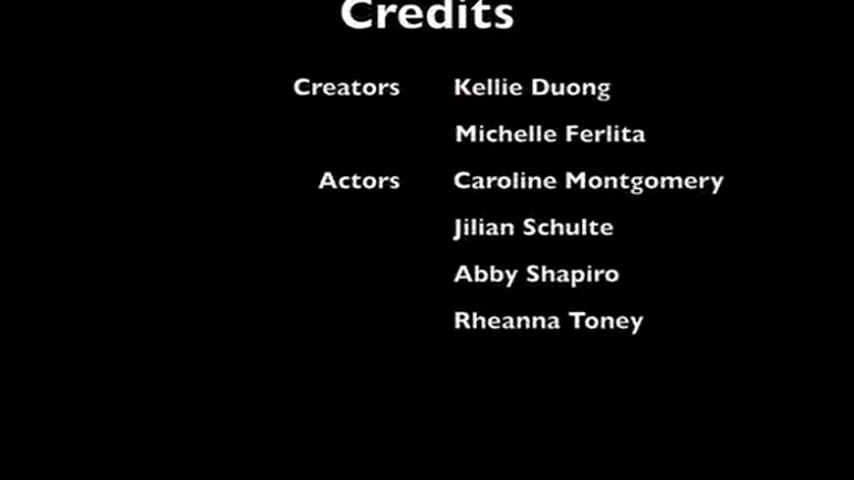 Credits
Creators Kellie Duong
Michelle Ferlita
Actors Caroline Montgomery
Jilian Schulte
Abby Shapiro
Rheanna Toney